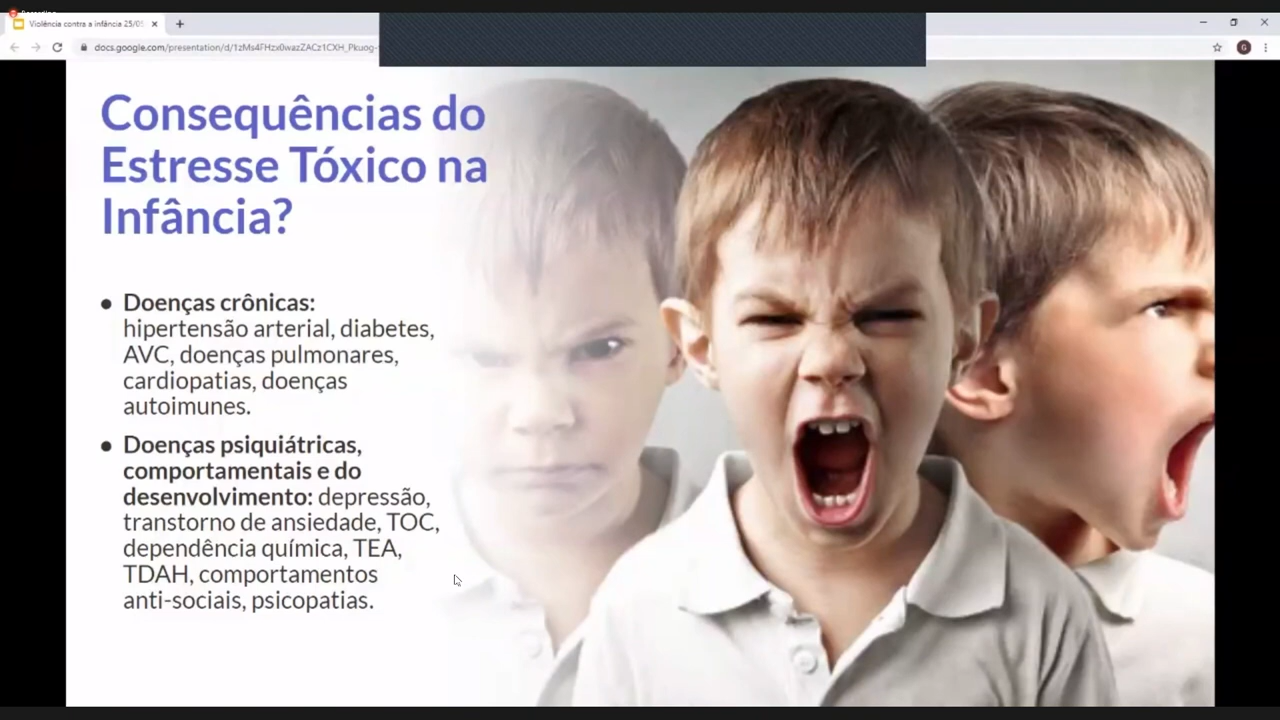 Violência contra a infância 25/05
docs.google.com/presentation/d/1zMs4FHzx0wazZACz1CXH_Pkuog-
G
Consequências do
Estresse Tóxico na
Infância?
● Doenças crônicas:
hipertensão arterial, diabetes,
AVC, doenças pulmonares,
cardiopatias, doenças
autoimunes.
● Doenças psiquiátricas,
comportamentais e do
desenvolvimento: depressão,
transtorno de ansiedade, TOC,
dependência química, TEA,
TDAH, comportamentos
anti-sociais, psicopatias.